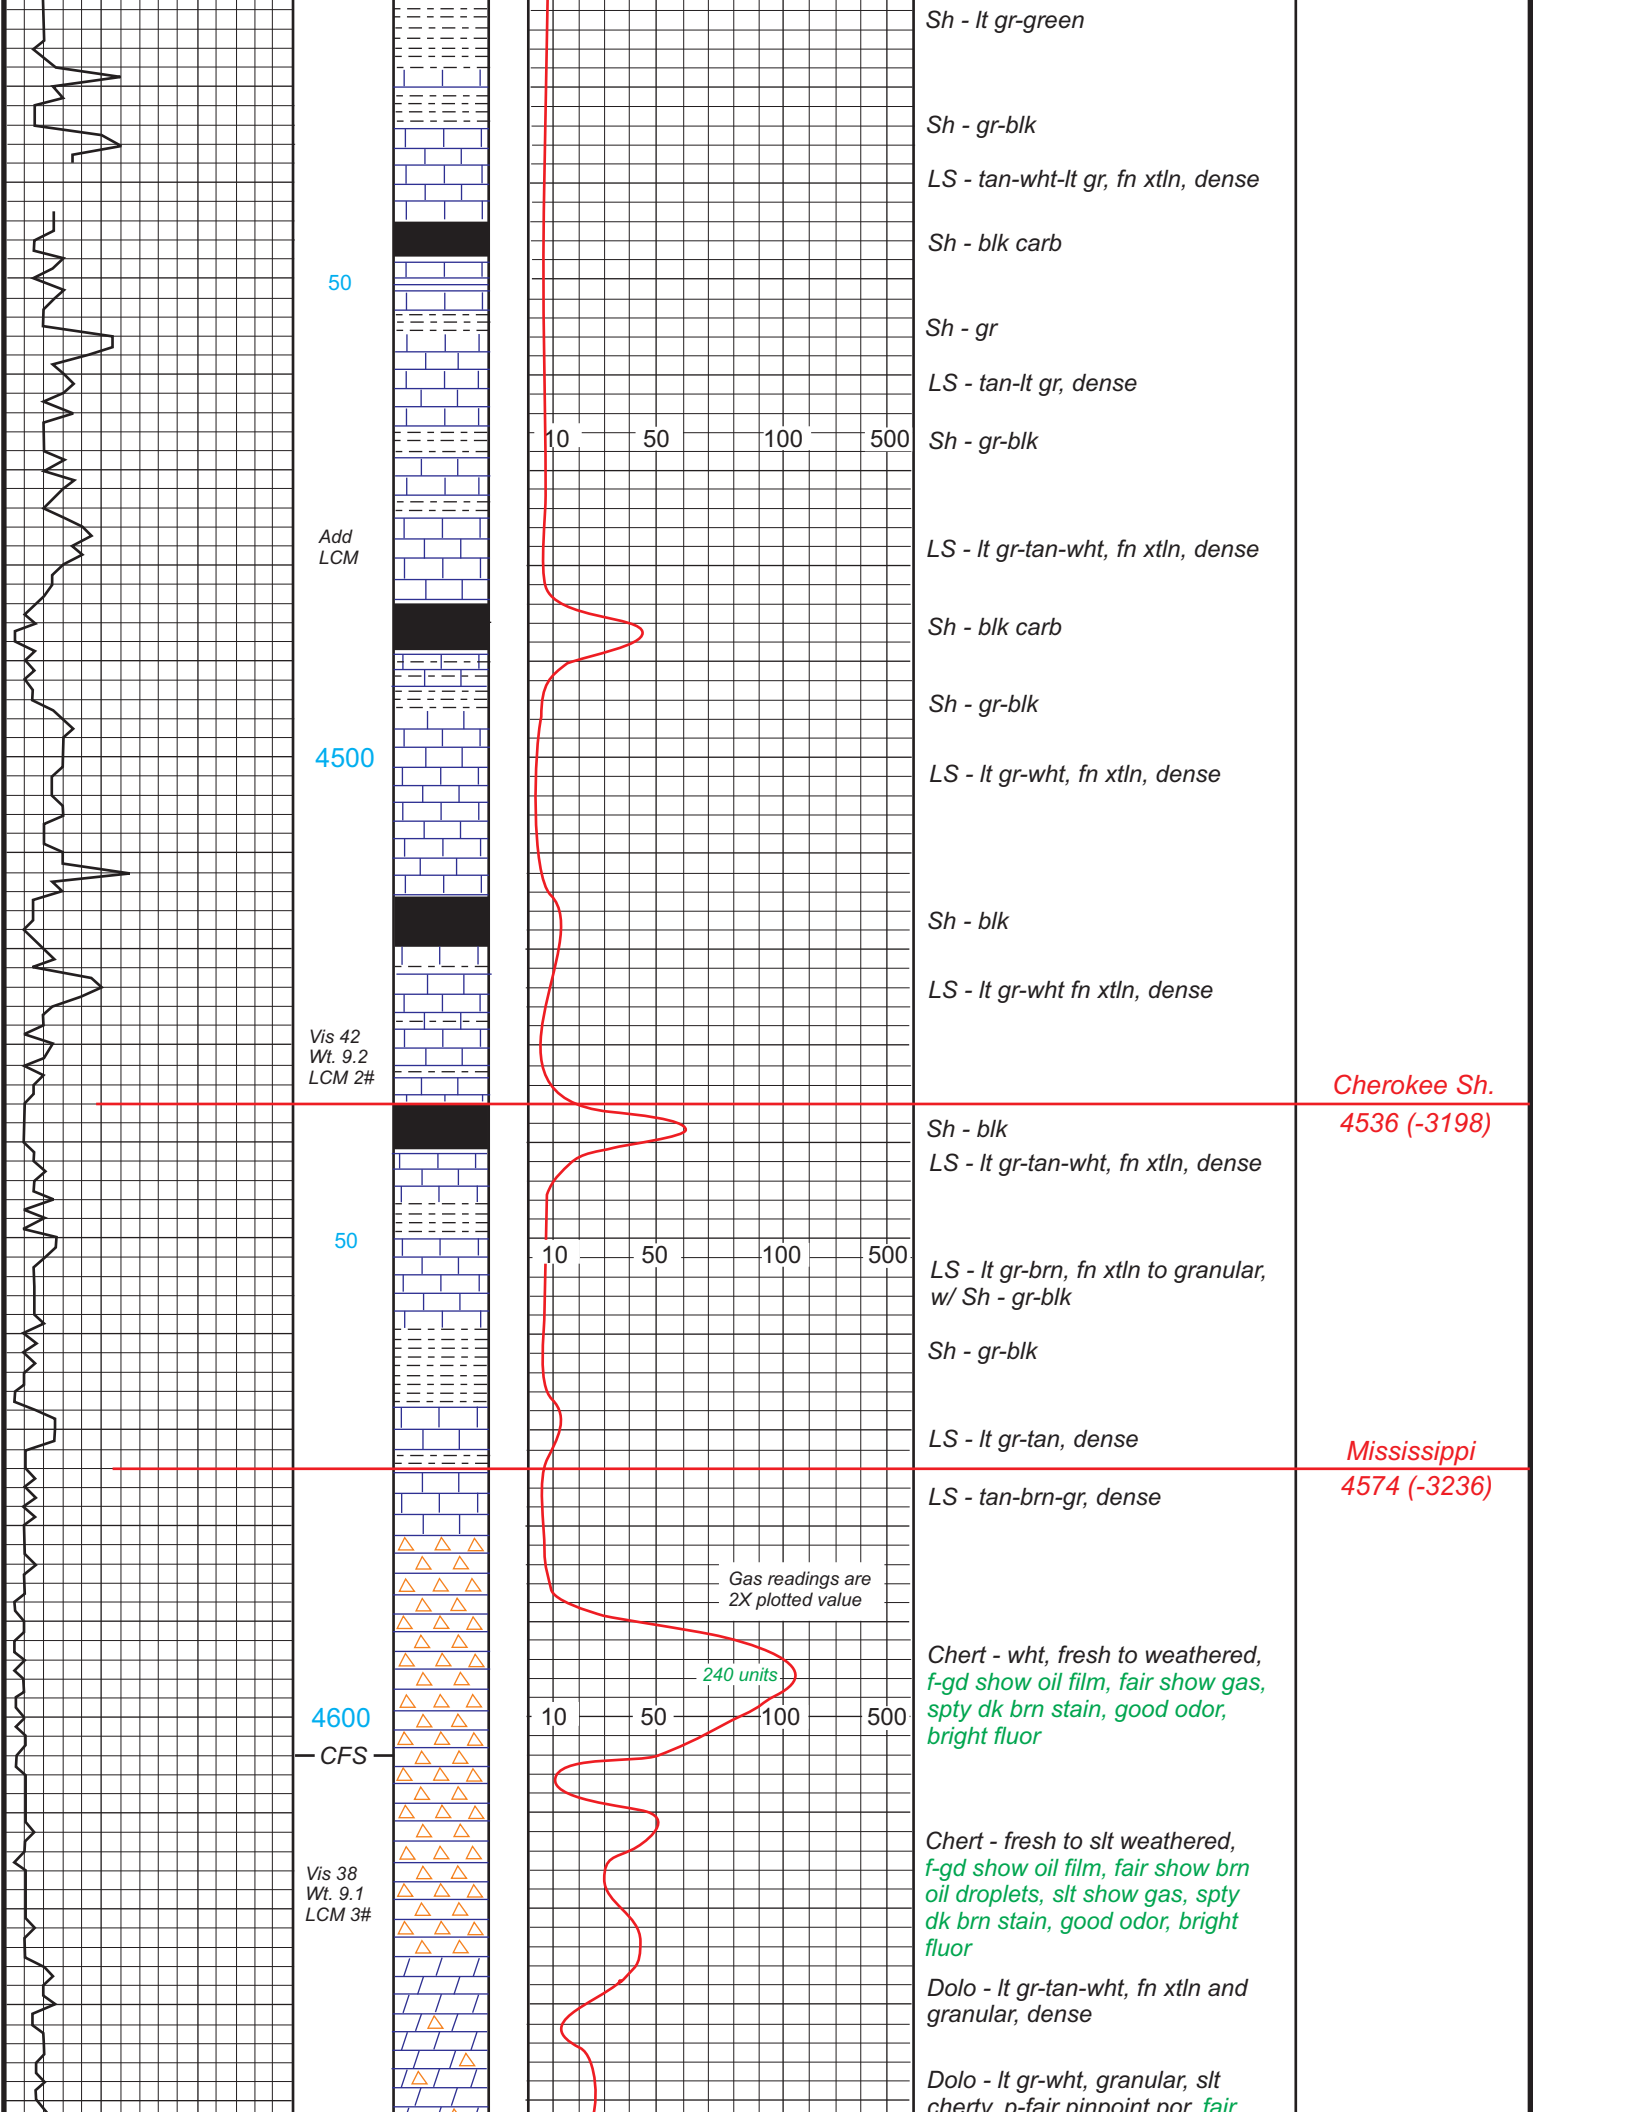 Sh - lt gr-green
Sh - gr-blk
LS - tan-wht-lt gr, fn xtln, dense
Sh - blk carb
50
Sh - gr
LS - tan-lt gr, dense
10 50 100 500
Sh - gr-blk
Add
LCM
LS - lt gr-tan-wht, fn xtln, dense
Sh - blk carb
Sh - gr-blk
4500
LS - lt gr-wht, fn xtln, dense
Sh - blk
LS - lt gr-wht fn xtln, dense
Vis 42
Wt. 9.2
LCM 2#
Cherokee Sh.
4536 (-3198)
Sh - blk
LS - lt gr-tan-wht, fn xtln, dense
50
10 50 100 500
LS - lt gr-brn, fn xtln to granular,
w/ Sh - gr-blk
Sh - gr-blk
LS - lt gr-tan, dense
Mississippi
4574 (-3236)
LS - tan-brn-gr, dense
Gas readings are
2X plotted value
240 units
Chert - wht, fresh to weathered,
f-gd show oil film, fair show gas,
spty dk brn stain, good odor,
bright fluor
4600
10 50 100 500
CFS
Chert - fresh to slt weathered,
f-gd show oil film, fair show brn
oil droplets, slt show gas, spty
dk brn stain, good odor, bright
fluor
Vis 38
Wt. 9.1
LCM 3#
Dolo - lt gr-tan-wht, fn xtln and
granular, dense
Dolo - lt gr-wht, granular, slt
cherty, p-fair pinpoint por, fair